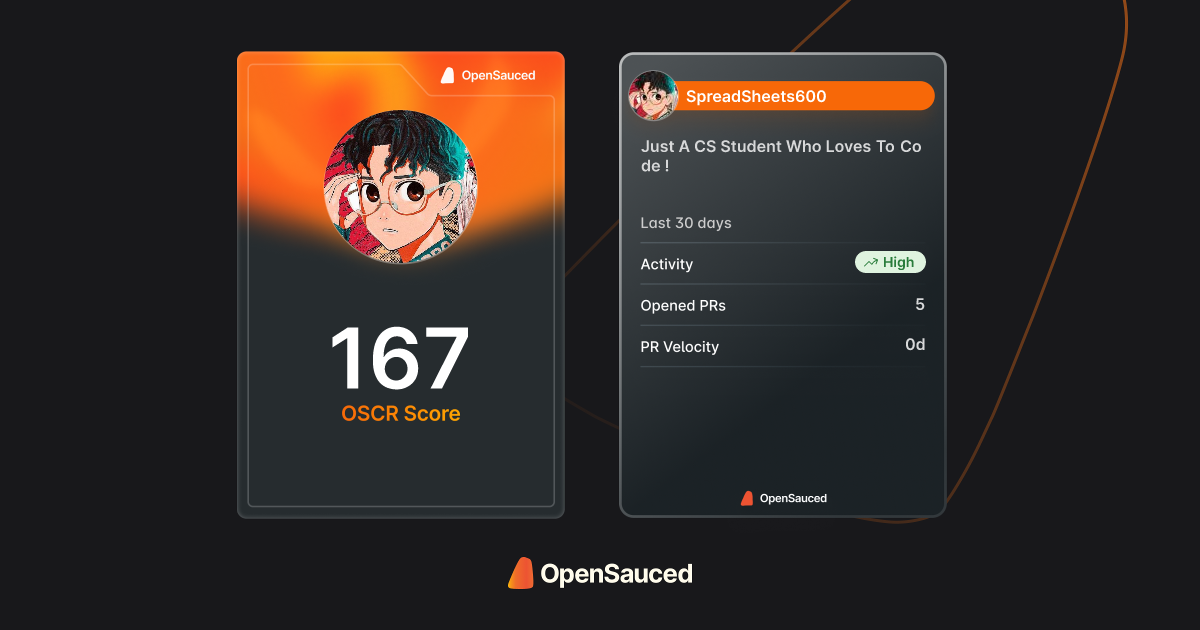 OpenSauced
167
OSCR Score
SpreadSheets600
Just A CS Student Who Loves To Co
de !
Last 30 days
Activity High
Opened PRs 5
PR Velocity 0d
OpenSauced
OpenSauced